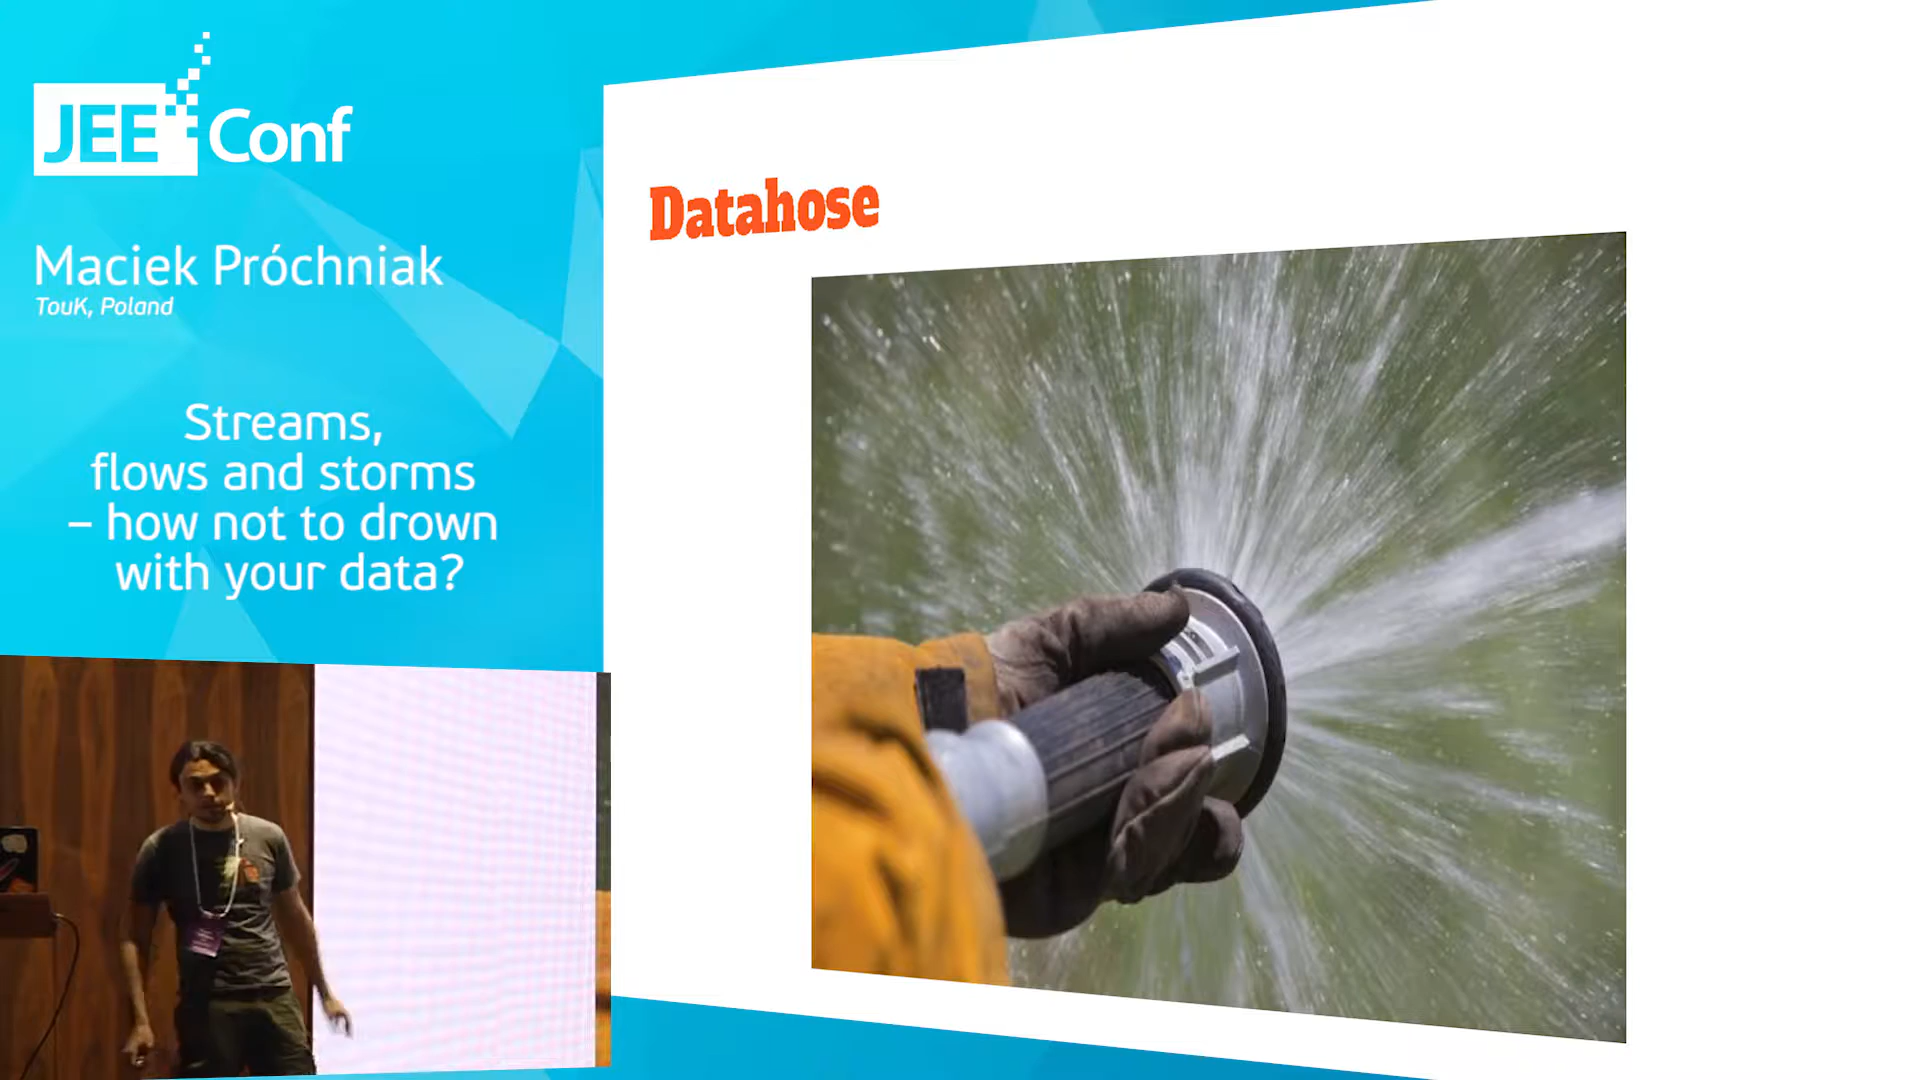 JEE Conf
Maciek Próchniak
TouK, Poland
Streams,
flows and storms
– how not to drown
with your data?
Datahose